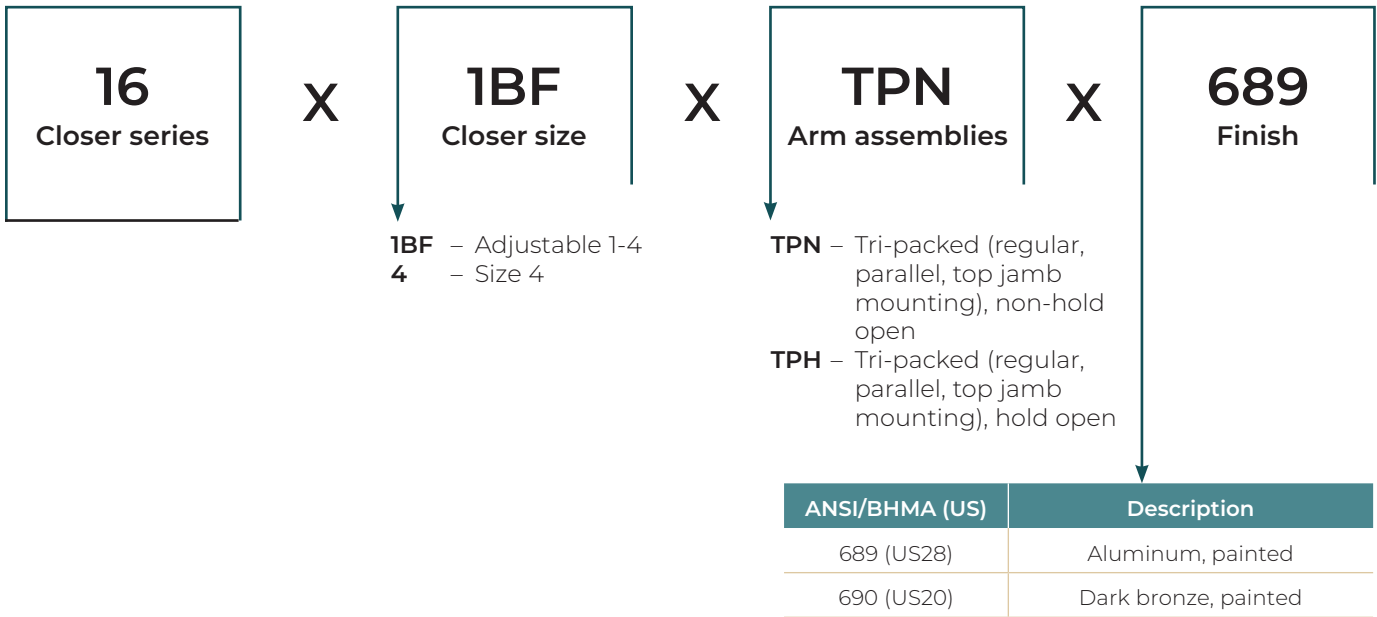 16
Closer series
X
1BF
Closer size
X
TPN
Arm assemblies
X
689
Finish
1BF – Adjustable 1-4
4 – Size 4
TPN – Tri-packed (regular,
parallel, top jamb
mounting), non-hold
open
TPH – Tri-packed (regular,
parallel, top jamb
mounting), hold open
ANSI/BHMA (US) Description
689 (US28) Aluminum, painted
690 (US20) Dark bronze, painted